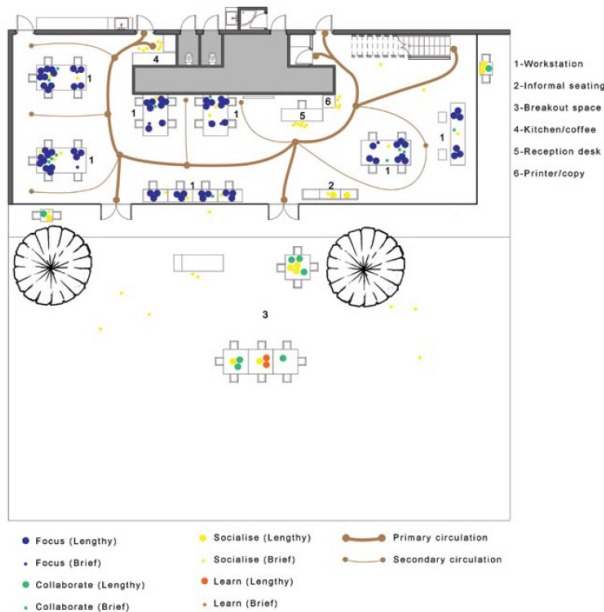 4
1
1
1
5
6
1
1
1
1
2
3
1-Workstation
2-Informal seating
3-Breakout space
4-Kitchen/coffee
5-Reception desk
6-Printer/copy
Focus (Lengthy)
Focus (Brief)
Collaborate (Lengthy)
Collaborate (Brief)
Socialise (Lengthy)
Socialise (Brief)
Learn (Lengthy)
Learn (Brief)
Primary circulation
Secondary circulation